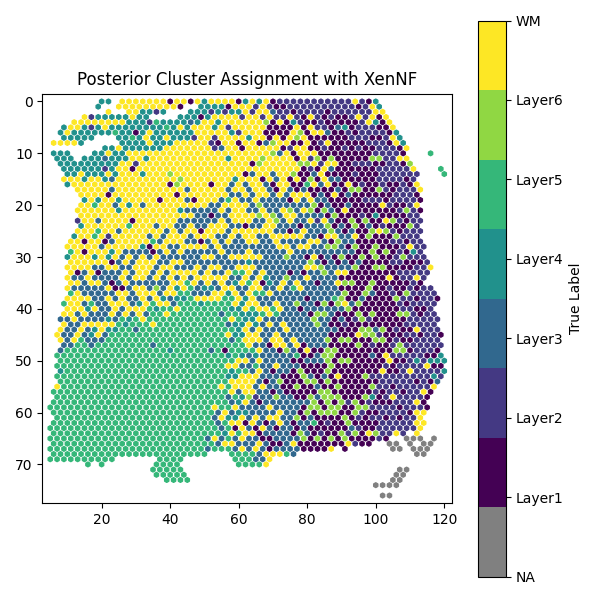 Posterior Cluster Assignment with XenNF
0
10
20
30
40
50
60
70
20
40
60
80
100
120
WM
Layer6
Layer5
Layer4
Layer3
Layer2
Layer1
NA
True Label